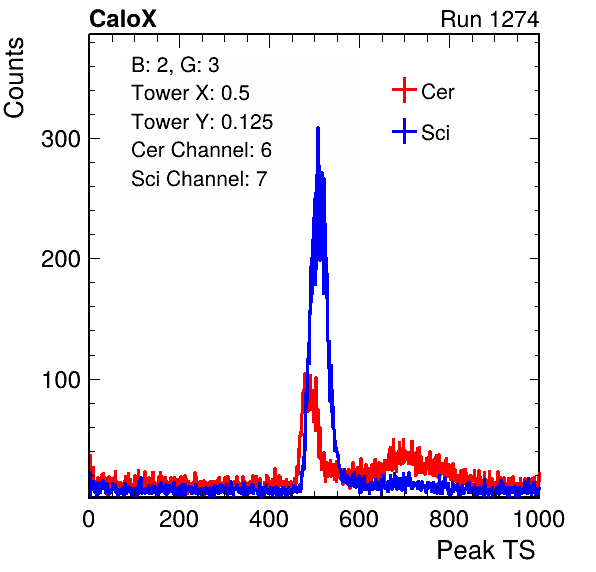 CaloX Run 1274
Counts
B: 2, G: 3
Tower X: 0.5
Tower Y: 0.125
Cer Channel: 6
Sci Channel: 7
Cer
Sci
300
200
100
0 200 400 600 800 1000
Peak TS